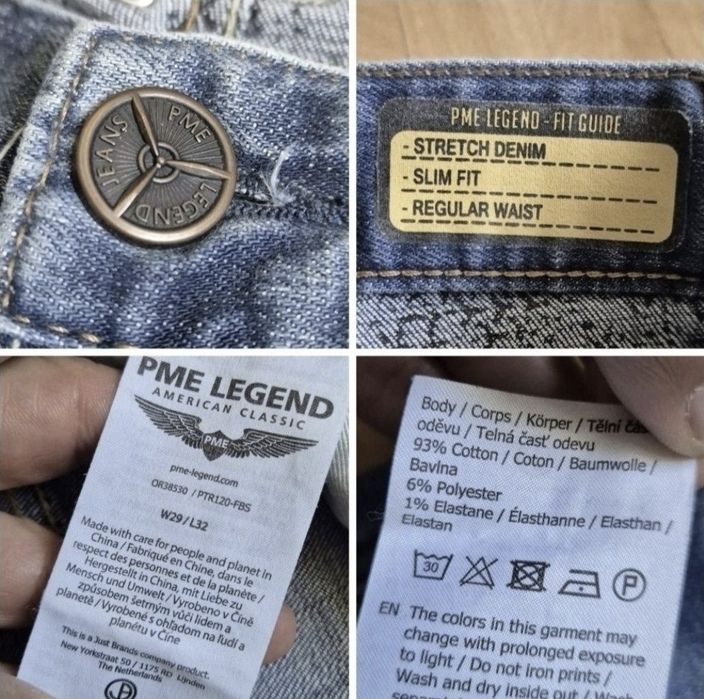 JEANS PME LEGEND
PME LEGEND - FIT GUIDE
- STRETCH DENIM
- SLIM FIT
- REGULAR WAIST
PME LEGEND
AMERICAN CLASSIC
PME
pme-legend.com
OR38530 / PTR120-FBS
W29/L32
Made with care for people and planet in
China / Fabriqué en Chine, dans le
respect des personnes et de la planète /
Hergestellt in China, mit Liebe zu
Mensch und Umwelt / Vyrobeno v Číně
způsobem šetrným vůči lidem a
planetě / Vyrobené s ohľadom na ľudí a
planétu v Číne
This is a Just Brands company product.
New Yorkstraat 50 / 1175 RD Lijnden
The Netherlands
JB
Body / Corps / Körper / Tělní
oděvu / Telná časť odevu
93% Cotton / Coton / Baumwolle /
Bavlna
6% Polyester
1% Elastane / Élasthanne / Elasthan /
Elastan
30 P
EN The colors in this garment may
change with prolonged exposure
to light / Do not iron prints /
Wash and dry inside out / Wash